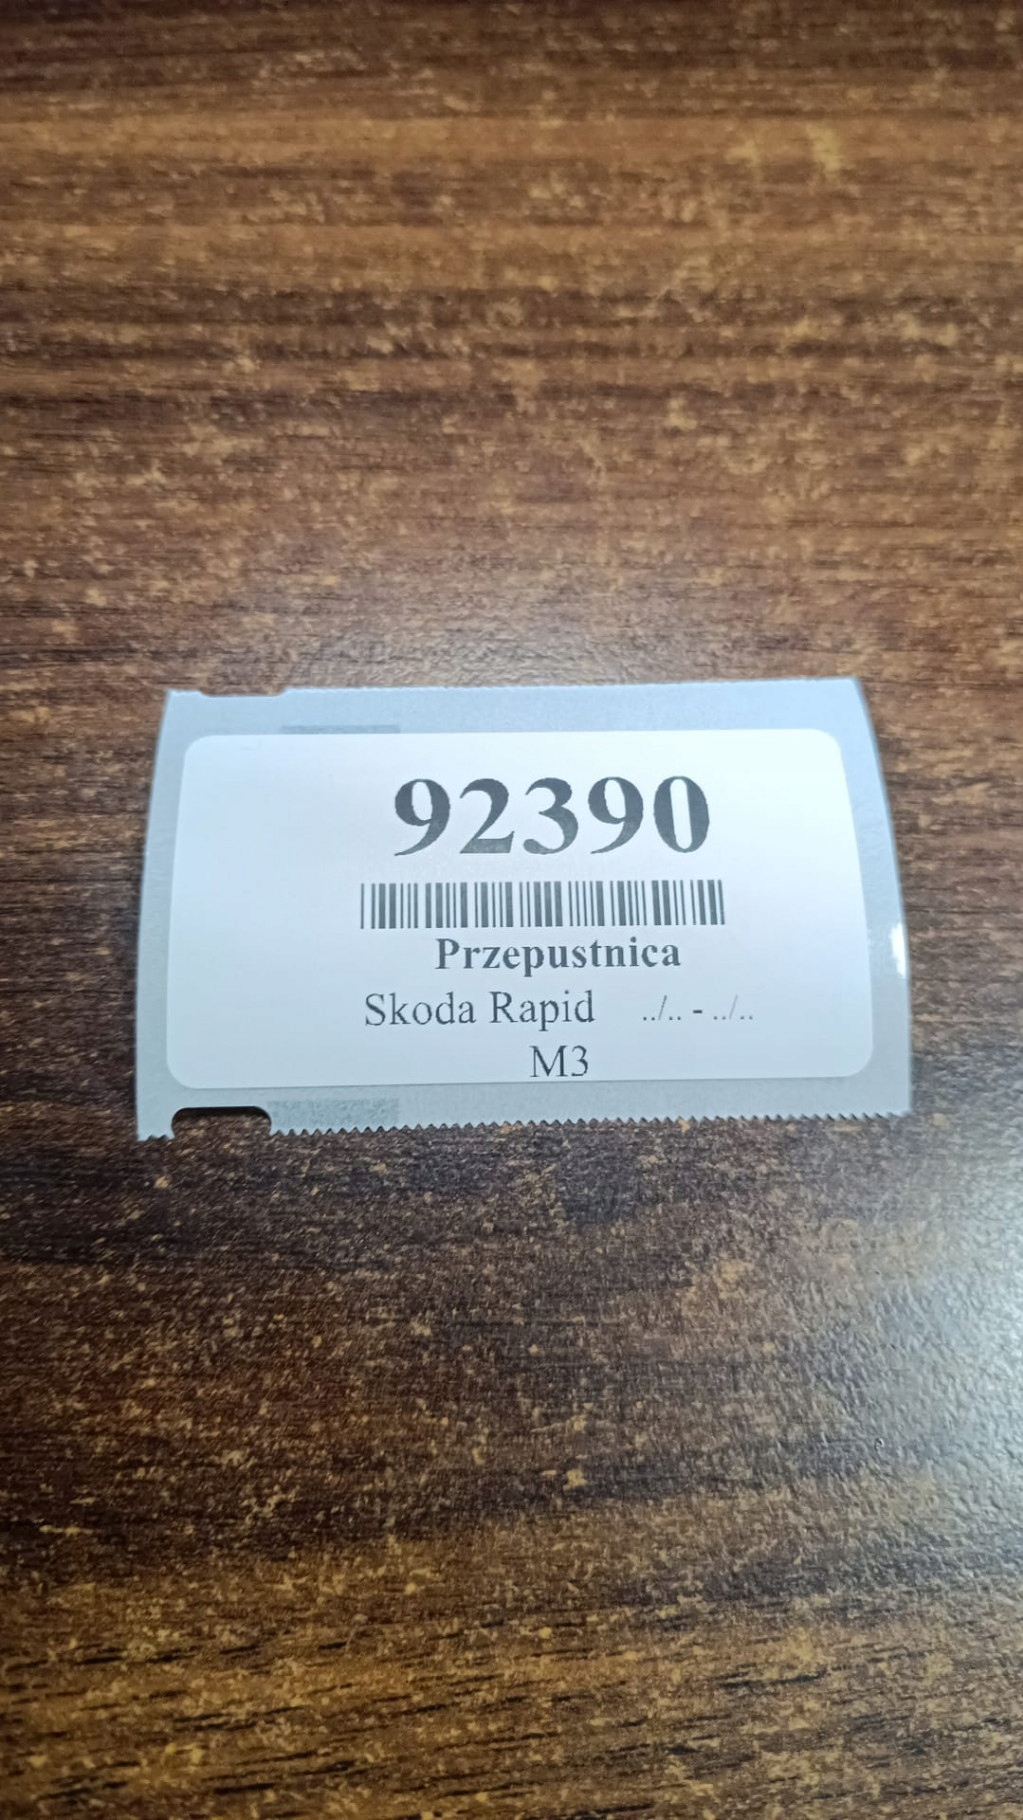 92390
Przepustnica
Skoda Rapid ../.. - ../..
M3